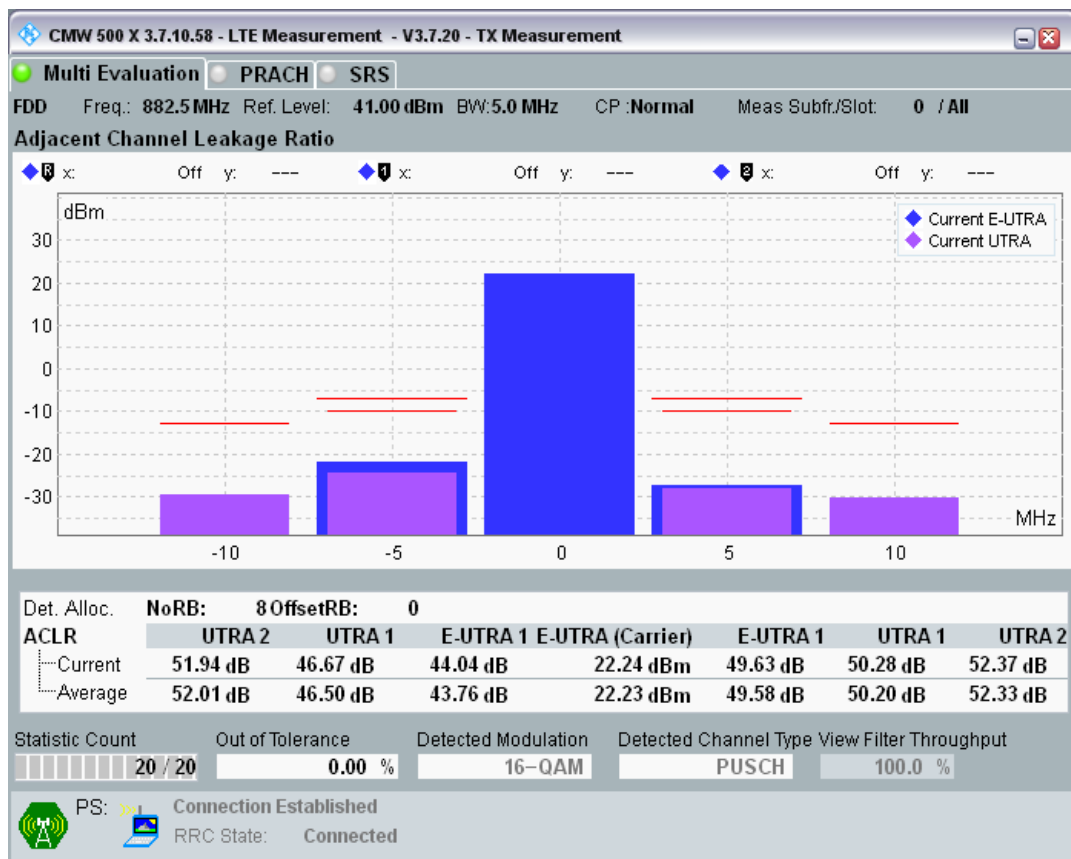 CMW 500 X 3.7.10.58 - LTE Measurement - V3.7.20 - TX Measurement
Multi Evaluation PRACH SRS
FDD Freq.: 882.5 MHz Ref. Level: 41.00 dBm BW:5.0 MHz CP :Normal Meas Subfr./Slot: 0 / All
Adjacent Channel Leakage Ratio
R x: Off y: --- 1 x: Off y: --- 2 x: Off y: ---
dBm
Current E-UTRA
Current UTRA
30
20
10
0
-10
-20
-30
MHz
-10 -5 0 5 10
Det. Alloc. NoRB: 8 OffsetRB: 0
ACLR UTRA 2 UTRA 1 E-UTRA 1 E-UTRA (Carrier) E-UTRA 1 UTRA 1 UTRA 2
Current 51.94 dB 46.67 dB 44.04 dB 22.24 dBm 49.63 dB 50.28 dB 52.37 dB
Average 52.01 dB 46.50 dB 43.76 dB 22.23 dBm 49.58 dB 50.20 dB 52.33 dB
Statistic Count Out of Tolerance Detected Modulation Detected Channel Type View Filter Throughput
20 / 20 0.00 % 16-QAM PUSCH 100.0 %
PS: Connection Established
RRC State: Connected